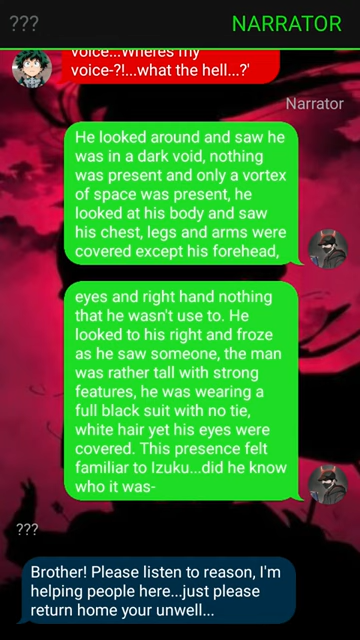 ??? NARRATOR
voice...wheres my
voice-?!...what the hell...?'
Narrator
He looked around and saw he
was in a dark void, nothing
was present and only a vortex
of space was present, he
looked at his body and saw
his chest, legs and arms were
covered except his forehead,
eyes and right hand nothing
that he wasn't use to. He
looked to his right and froze
as he saw someone, the man
was rather tall with strong
features, he was wearing a
full black suit with no tie,
white hair yet his eyes were
covered. This presence felt
familiar to Izuku...did he know
who it was-
???
Brother! Please listen to reason, I'm
helping people here...just please
return home your unwell...